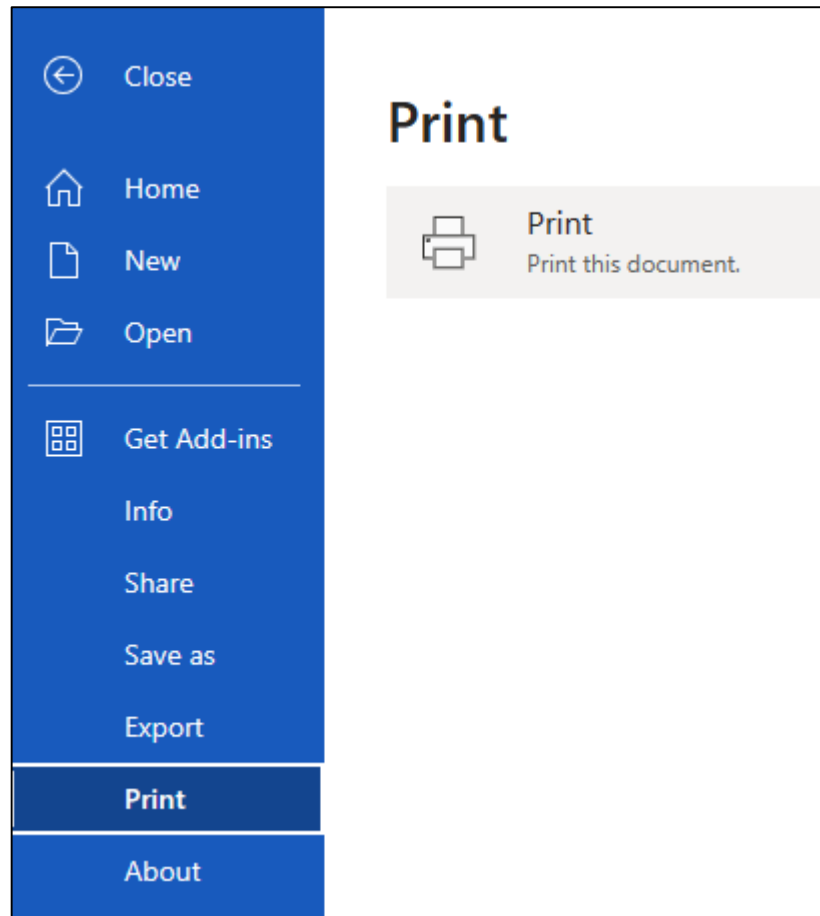 Close
Home
New
Open
Get Add-ins
Info
Share
Save as
Export
Print
About
Print
Print
Print this document.